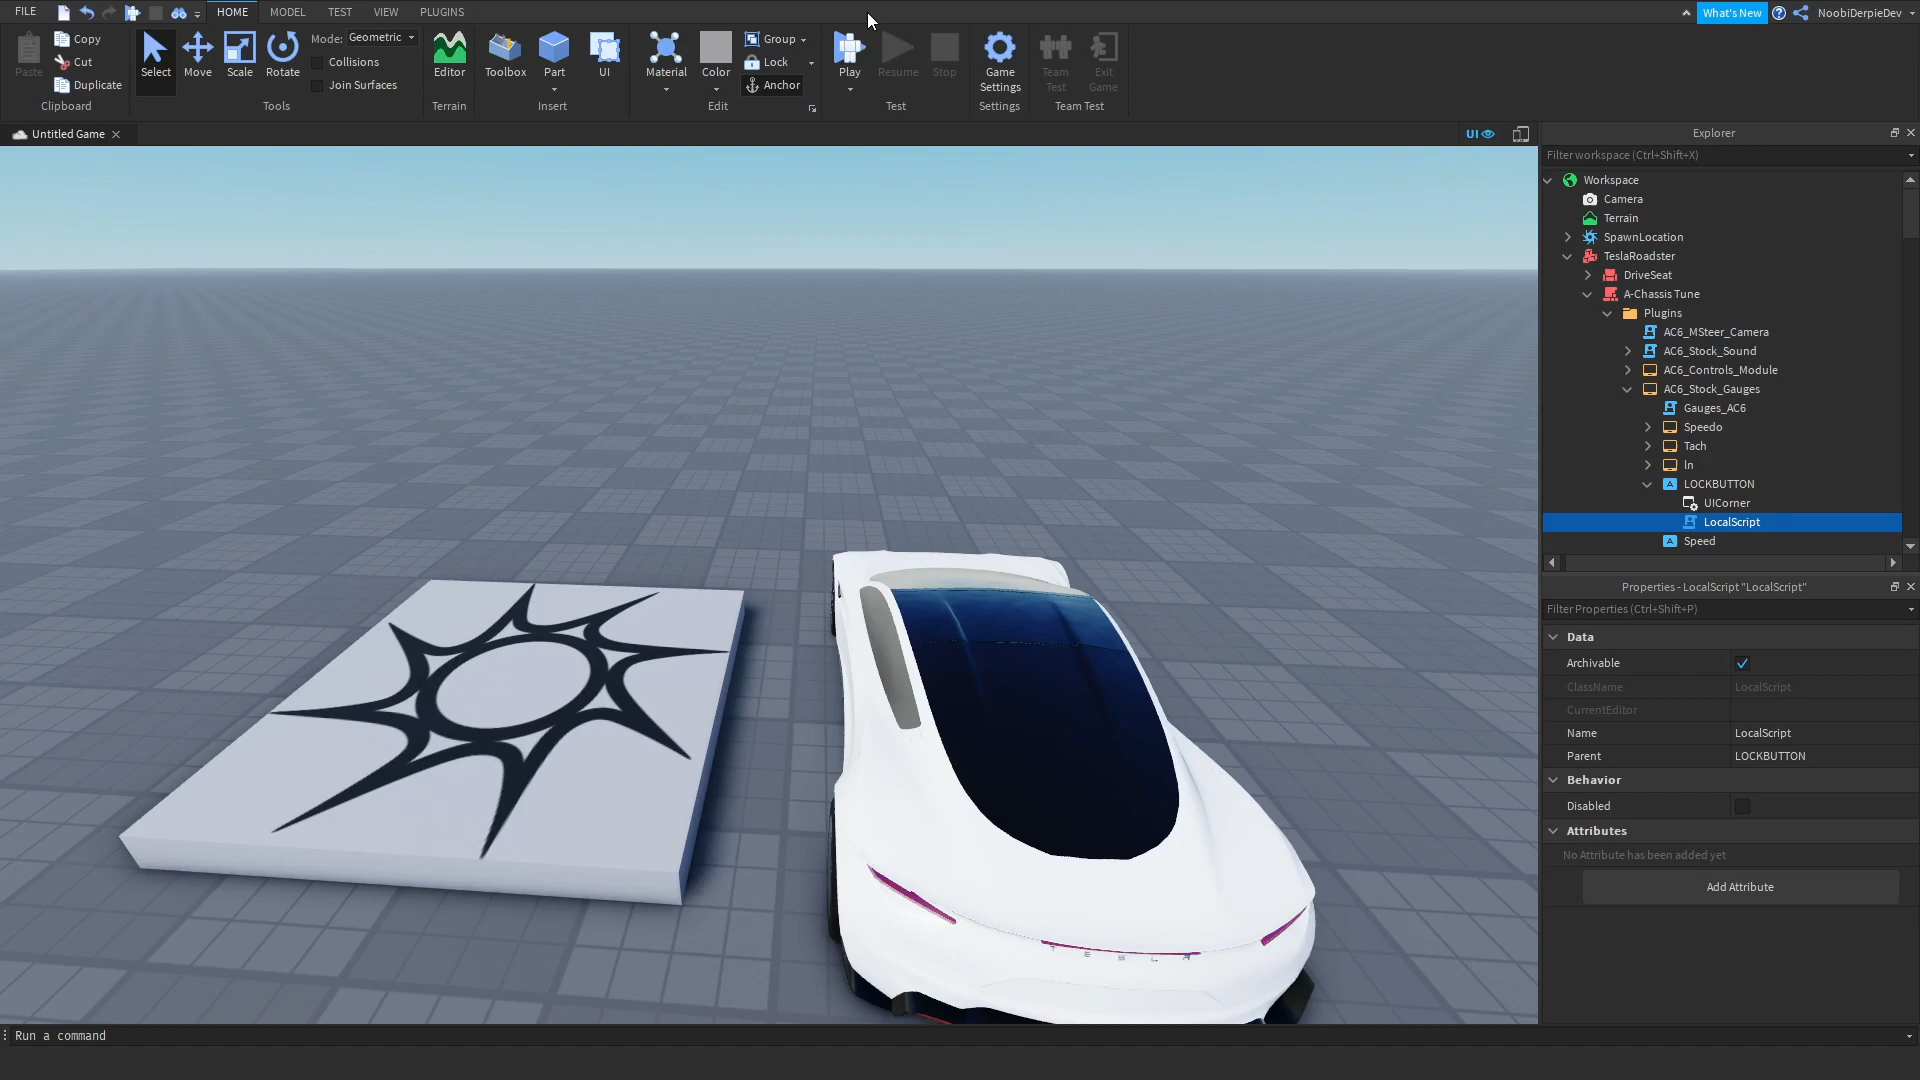 FILE
HOME
MODEL
TEST
VIEW
PLUGINS
What's New
NoobiDerpieDev
Paste
Copy
Cut
Duplicate
Clipboard
Select
Move
Scale
Rotate
Mode: Geometric
Collisions
Join Surfaces
Tools
Editor
Terrain
Toolbox
Part
UI
Insert
Material
Color
Group
Lock
Anchor
Edit
Play
Resume
Stop
Test
Game
Settings
Settings
Team
Test
Exit
Game
Team Test
Untitled Game
UI
Explorer
Filter workspace (Ctrl+Shift+X)
Workspace
Camera
Terrain
SpawnLocation
TeslaRoadster
DriveSeat
A-Chassis Tune
Plugins
AC6_MSteer_Camera
AC6_Stock_Sound
AC6_Controls_Module
AC6_Stock_Gauges
Gauges_AC6
Speedo
Tach
ln
LOCKBUTTON
UICorner
LocalScript
Speed
Properties - LocalScript "LocalScript"
Filter Properties (Ctrl+Shift+P)
Data
Archivable
ClassName LocalScript
CurrentEditor
Name LocalScript
Parent LOCKBUTTON
Behavior
Disabled
Attributes
No Attribute has been added yet
Add Attribute
T E S L A
Run a command